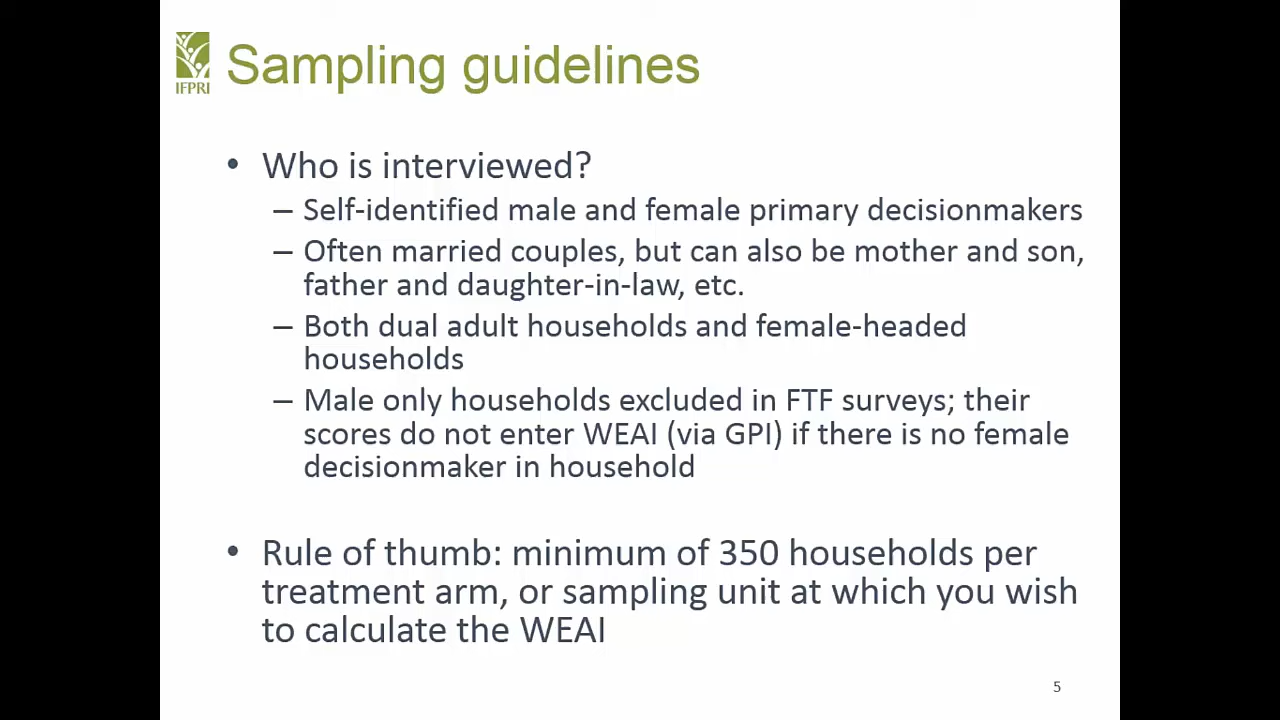 IFPRI
Sampling guidelines
• Who is interviewed?
– Self-identified male and female primary decisionmakers
– Often married couples, but can also be mother and son,
father and daughter-in-law, etc.
– Both dual adult households and female-headed
households
– Male only households excluded in FTF surveys; their
scores do not enter WEAI (via GPI) if there is no female
decisionmaker in household
• Rule of thumb: minimum of 350 households per
treatment arm, or sampling unit at which you wish
to calculate the WEAI
5